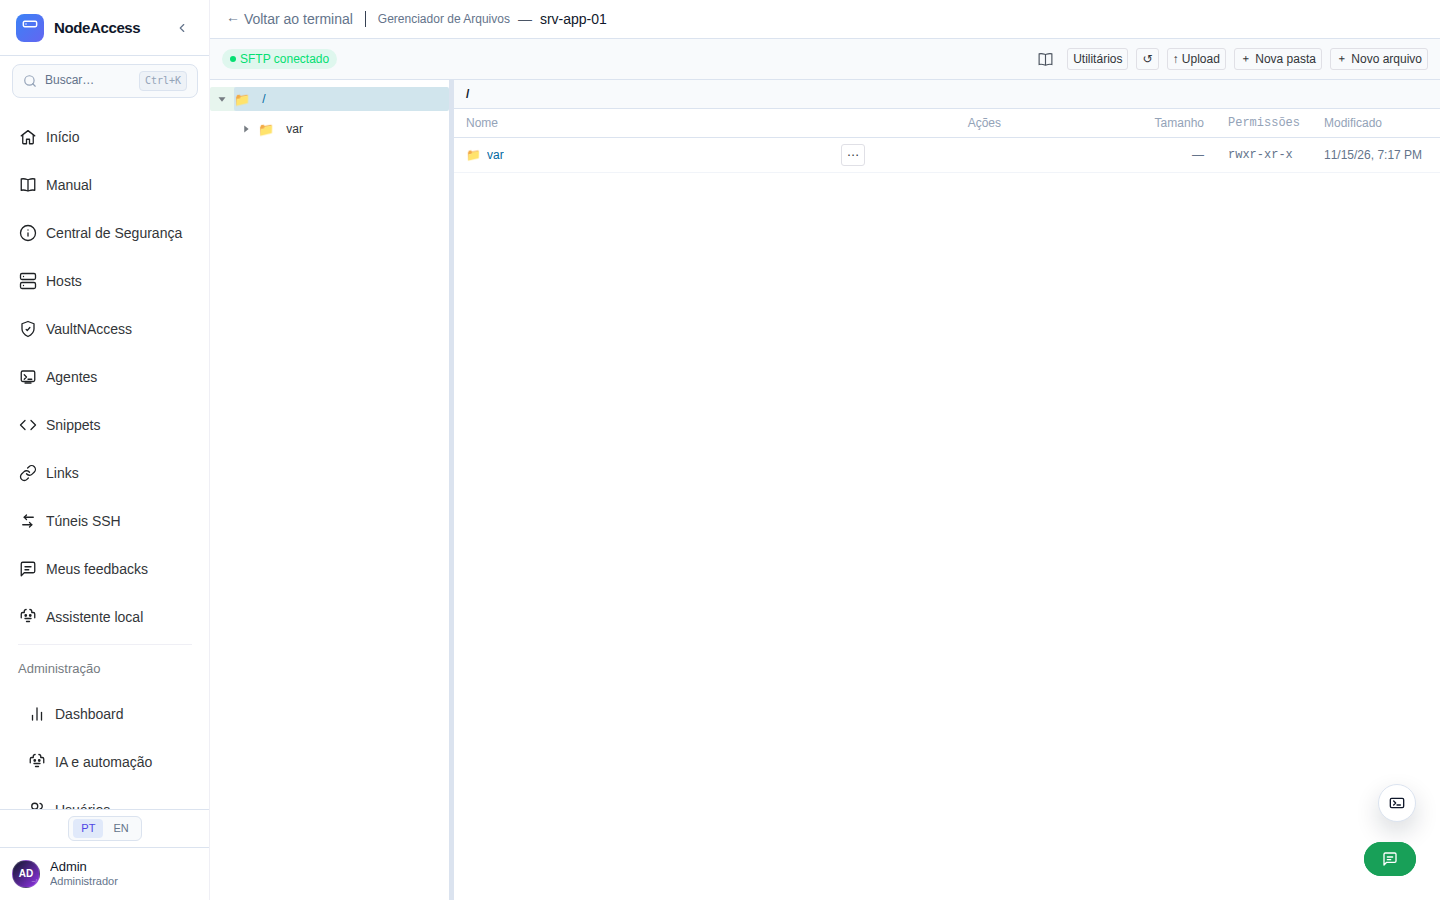 NodeAccess
Buscar…
Ctrl+K
Início
Manual
Central de Segurança
Hosts
VaultNAccess
Agentes
Snippets
Links
Túneis SSH
Meus feedbacks
Assistente local
Administração
Dashboard
IA e automação
Usuários
PT EN
AD
Admin
Administrador
← Voltar ao terminal Gerenciador de Arquivos — srv-app-01
SFTP conectado
Utilitários ↺ ↑ Upload + Nova pasta + Novo arquivo
/
var
/
Nome Ações Tamanho Permissões Modificado
var ··· — rwxr-xr-x 11/15/26, 7:17 PM